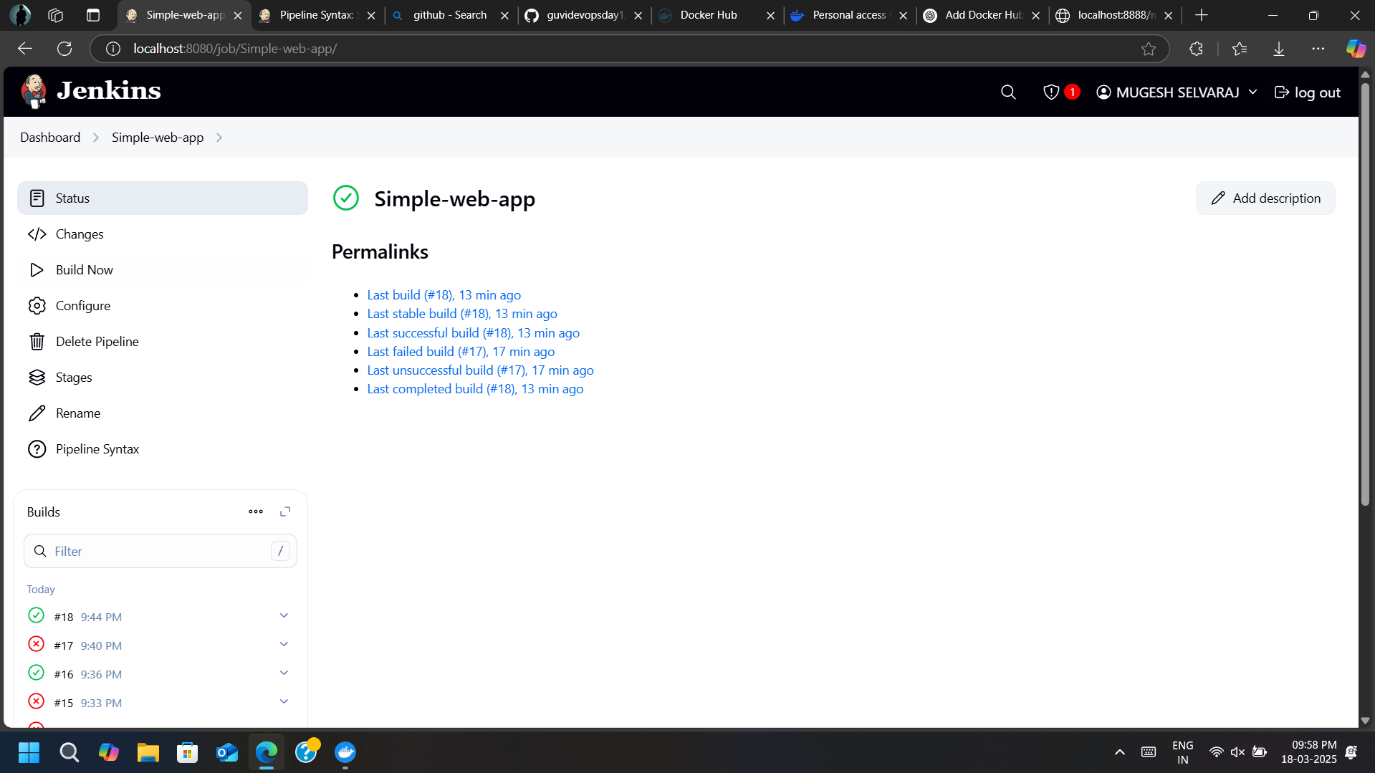 Simple-web-app
Pipeline Syntax: S
github - Search
guvidevopsday1,
Docker Hub
Personal access t
Add Docker Hub
localhost:8888/m
localhost:8080/job/Simple-web-app/
Jenkins
1
MUGESH SELVARAJ
log out
Dashboard
Simple-web-app
Status
Changes
Build Now
Configure
Delete Pipeline
Stages
Rename
Pipeline Syntax
Simple-web-app
Add description
Permalinks
Last build (#18), 13 min ago
Last stable build (#18), 13 min ago
Last successful build (#18), 13 min ago
Last failed build (#17), 17 min ago
Last unsuccessful build (#17), 17 min ago
Last completed build (#18), 13 min ago
Builds
Filter /
Today
#18 9:44 PM
#17 9:40 PM
#16 9:36 PM
#15 9:33 PM
ENG
IN
09:58 PM
18-03-2025